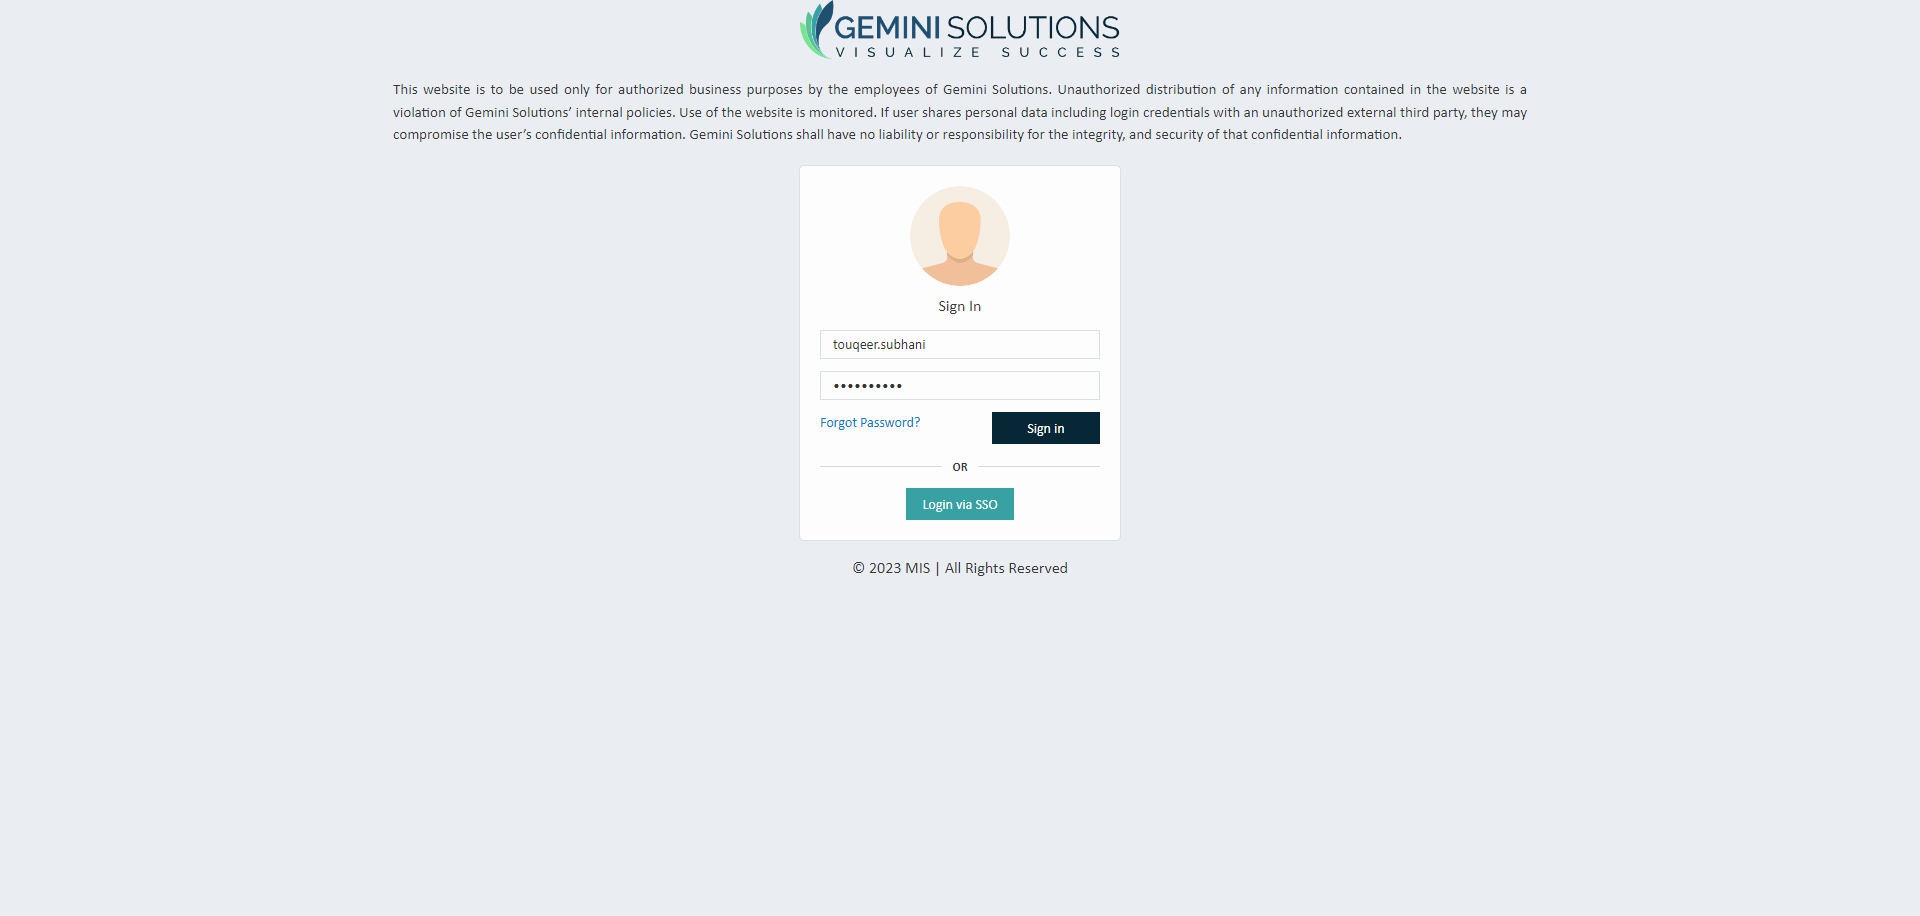 GEMINI SOLUTIONS
VISUALIZE SUCCESS
This website is to be used only for authorized business purposes by the employees of Gemini Solutions. Unauthorized distribution of any information contained in the website is a
violation of Gemini Solutions’ internal policies. Use of the website is monitored. If user shares personal data including login credentials with an unauthorized external third party, they may
compromise the user’s confidential information. Gemini Solutions shall have no liability or responsibility for the integrity, and security of that confidential information.
Sign In
touqeer.subhani
••••••••••
Forgot Password?
Sign in
OR
Login via SSO
© 2023 MIS | All Rights Reserved